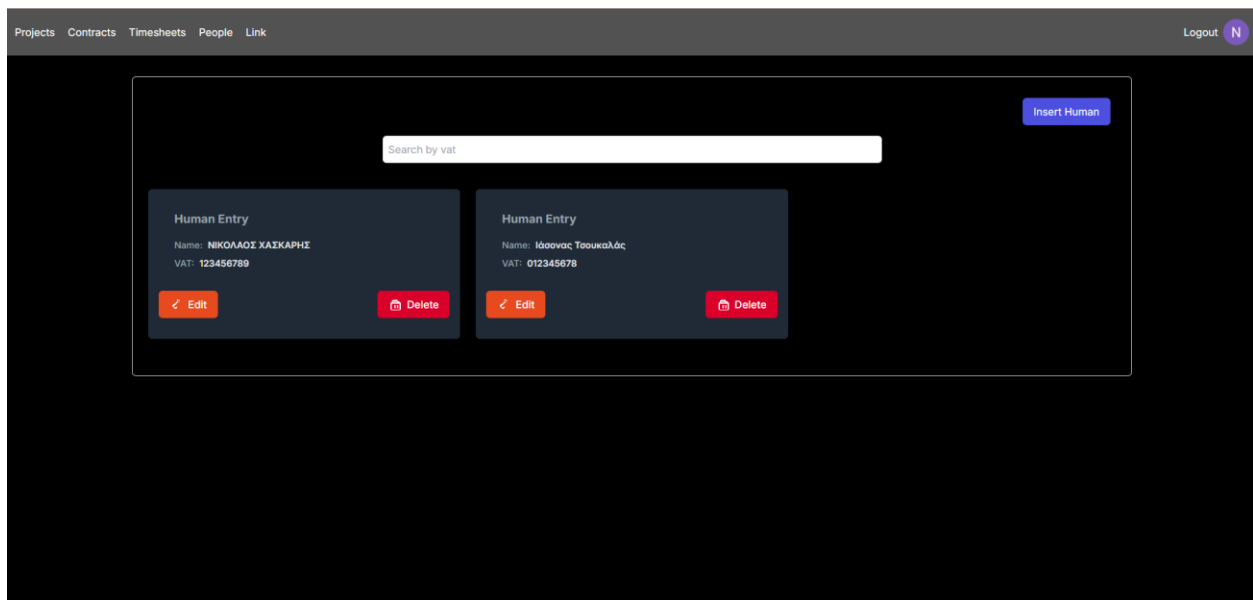 Projects Contracts Timesheets People Link Logout N
Insert Human
Search by vat
Human Entry
Name: ΝΙΚΟΛΑΟΣ ΧΑΣΚΑΡΗΣ
VAT: 123456789
Edit Delete
Human Entry
Name: Ιάσονας Τσουκαλάς
VAT: 012345678
Edit Delete